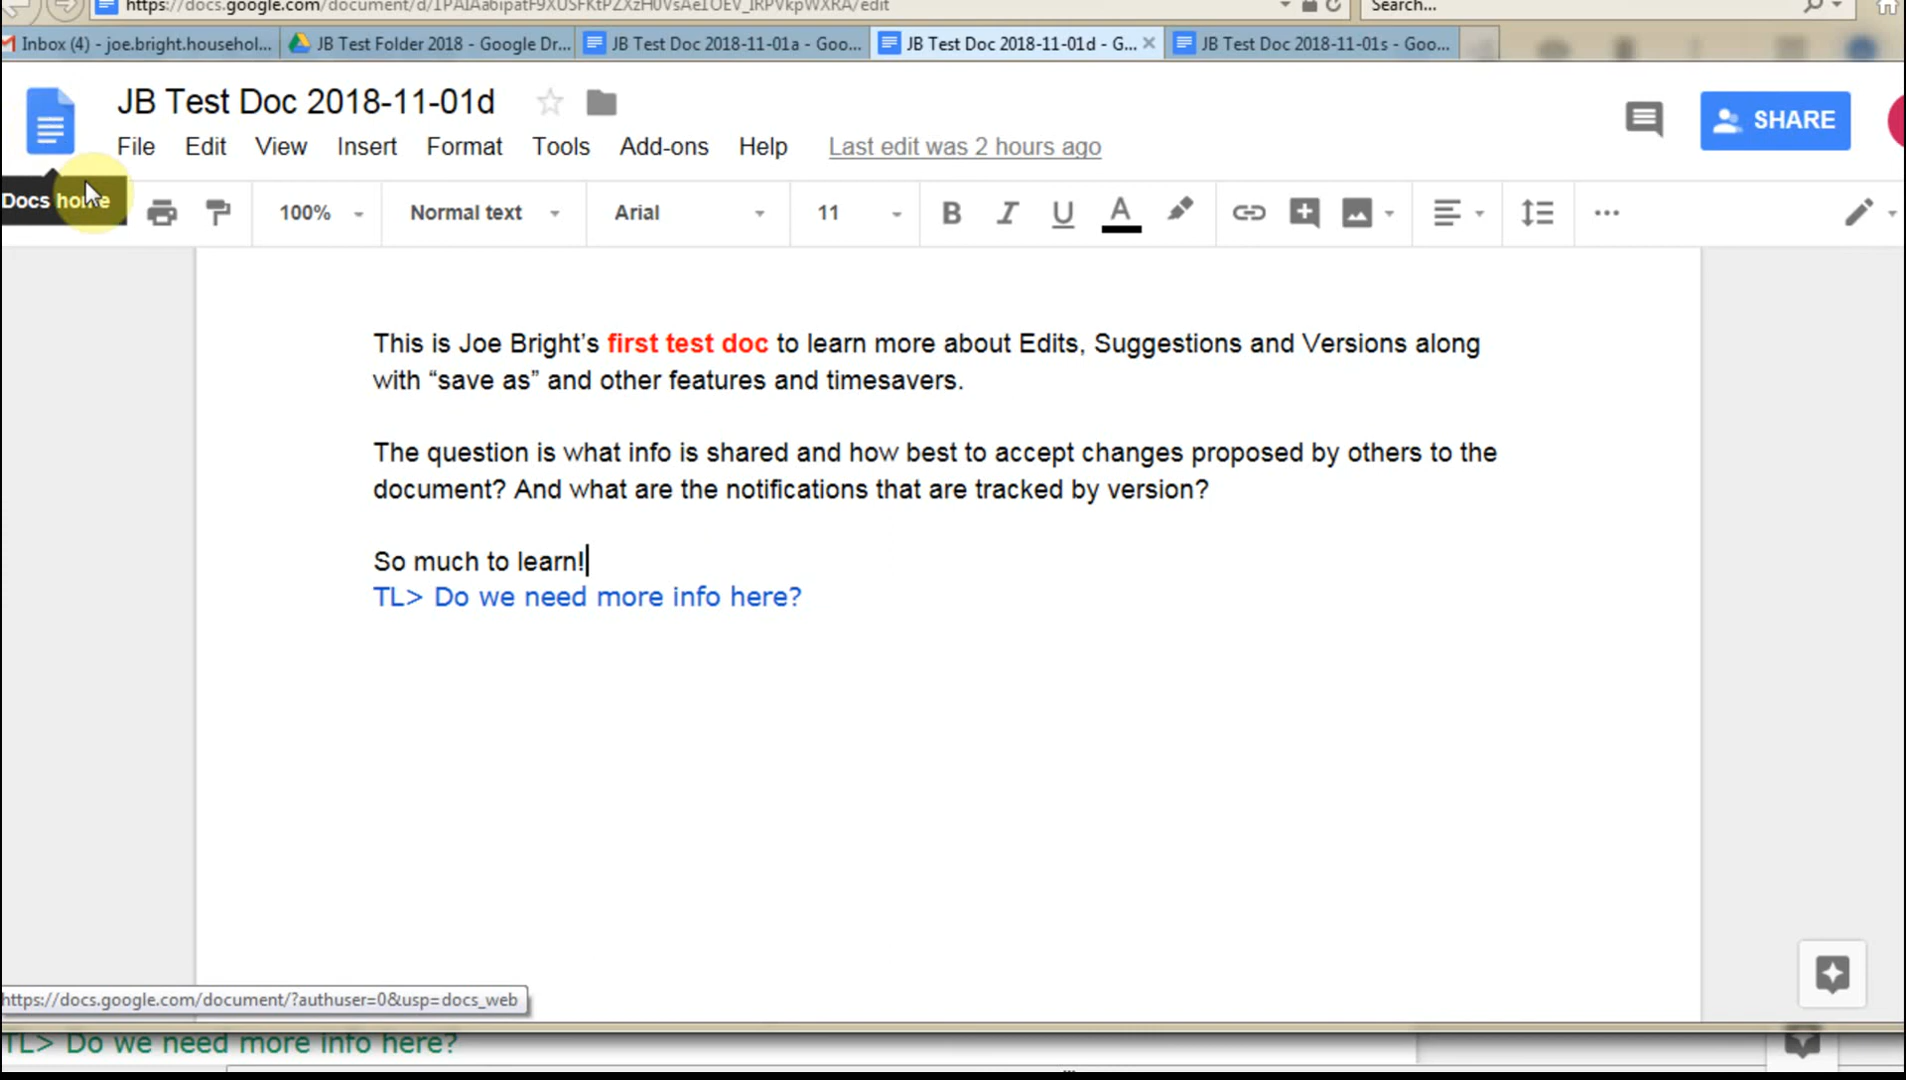 Search...
Inbox (4) - joe.bright.househol...
JB Test Folder 2018 - Google Dr...
JB Test Doc 2018-11-01a - Goo...
JB Test Doc 2018-11-01d - G...
JB Test Doc 2018-11-01s - Goo...
JB Test Doc 2018-11-01d
SHARE
File Edit View Insert Format Tools Add-ons Help Last edit was 2 hours ago
Docs home
100% Normal text Arial 11 B I U A
This is Joe Bright’s first test doc to learn more about Edits, Suggestions and Versions along
with “save as” and other features and timesavers.
The question is what info is shared and how best to accept changes proposed by others to the
document? And what are the notifications that are tracked by version?
So much to learn!
TL> Do we need more info here?
https://docs.google.com/document/?authuser=0&usp=docs_web
TL> Do we need more info here?